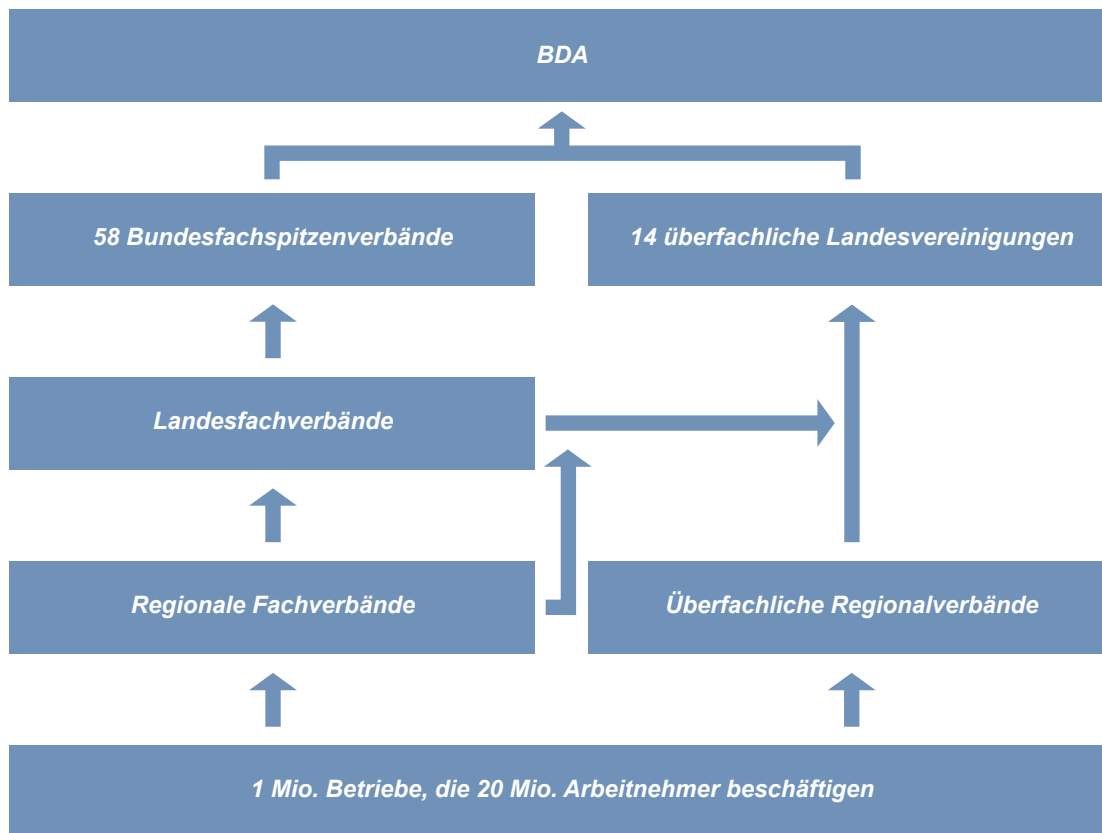 BDA
58 Bundesfachspitzenverbände
14 überfachliche Landesvereinigungen
Landesfachverbände
Regionale Fachverbände
Überfachliche Regionalverbände
1 Mio. Betriebe, die 20 Mio. Arbeitnehmer beschäftigen